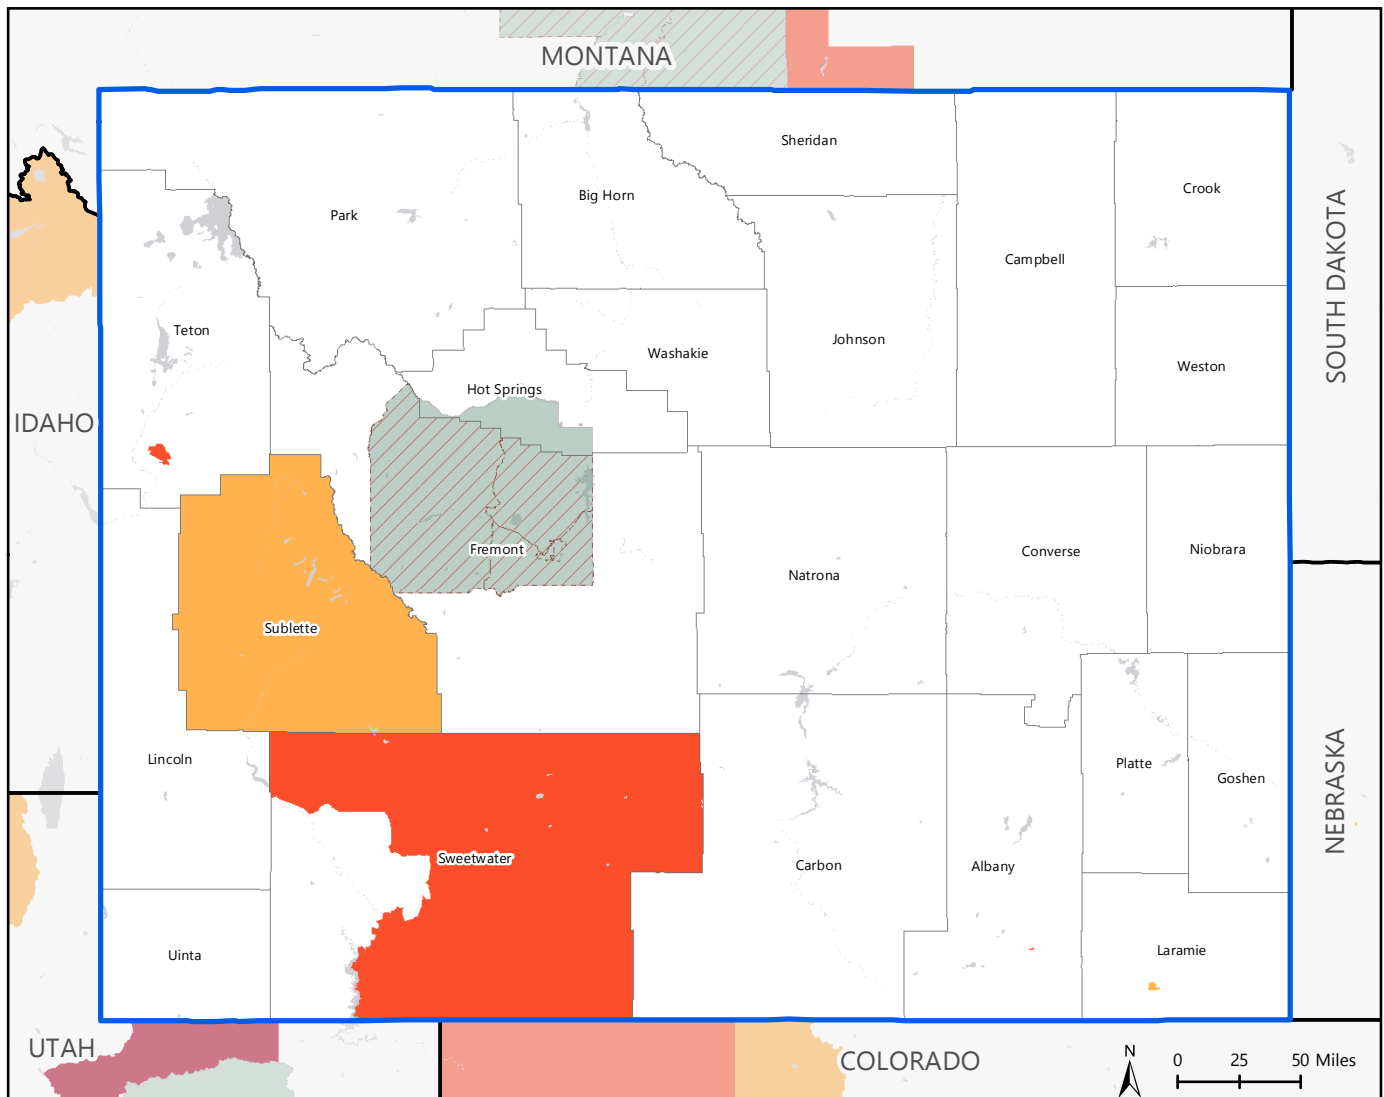 MONTANA
Sheridan
Crook
Big Horn
Park
Campbell
SOUTH DAKOTA
Teton
Johnson
Washakie
Weston
Hot Springs
IDAHO
Fremont
Converse
Niobrara
Natrona
Sublette
Lincoln
Platte
Goshen
NEBRASKA
Sweetwater
Carbon
Albany
Uinta
Laramie
UTAH
COLORADO
N
0 25 50 Miles